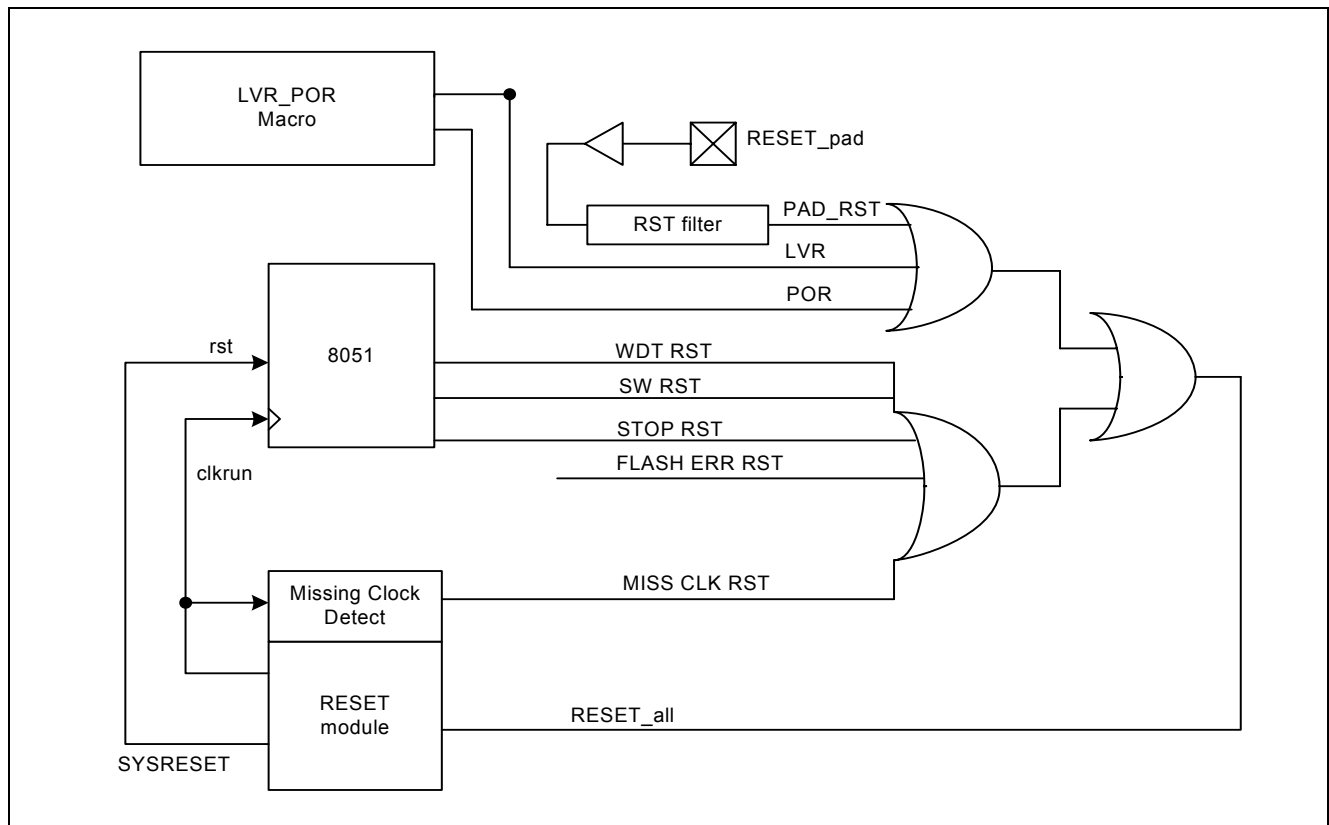 LVR_POR
Macro
RESET_pad
PAD_RST
RST filter
LVR
POR
rst
8051
WDT RST
SW RST
STOP RST
FLASH ERR RST
clkrun
Missing Clock
Detect
MISS CLK RST
RESET
module
RESET_all
SYSRESET